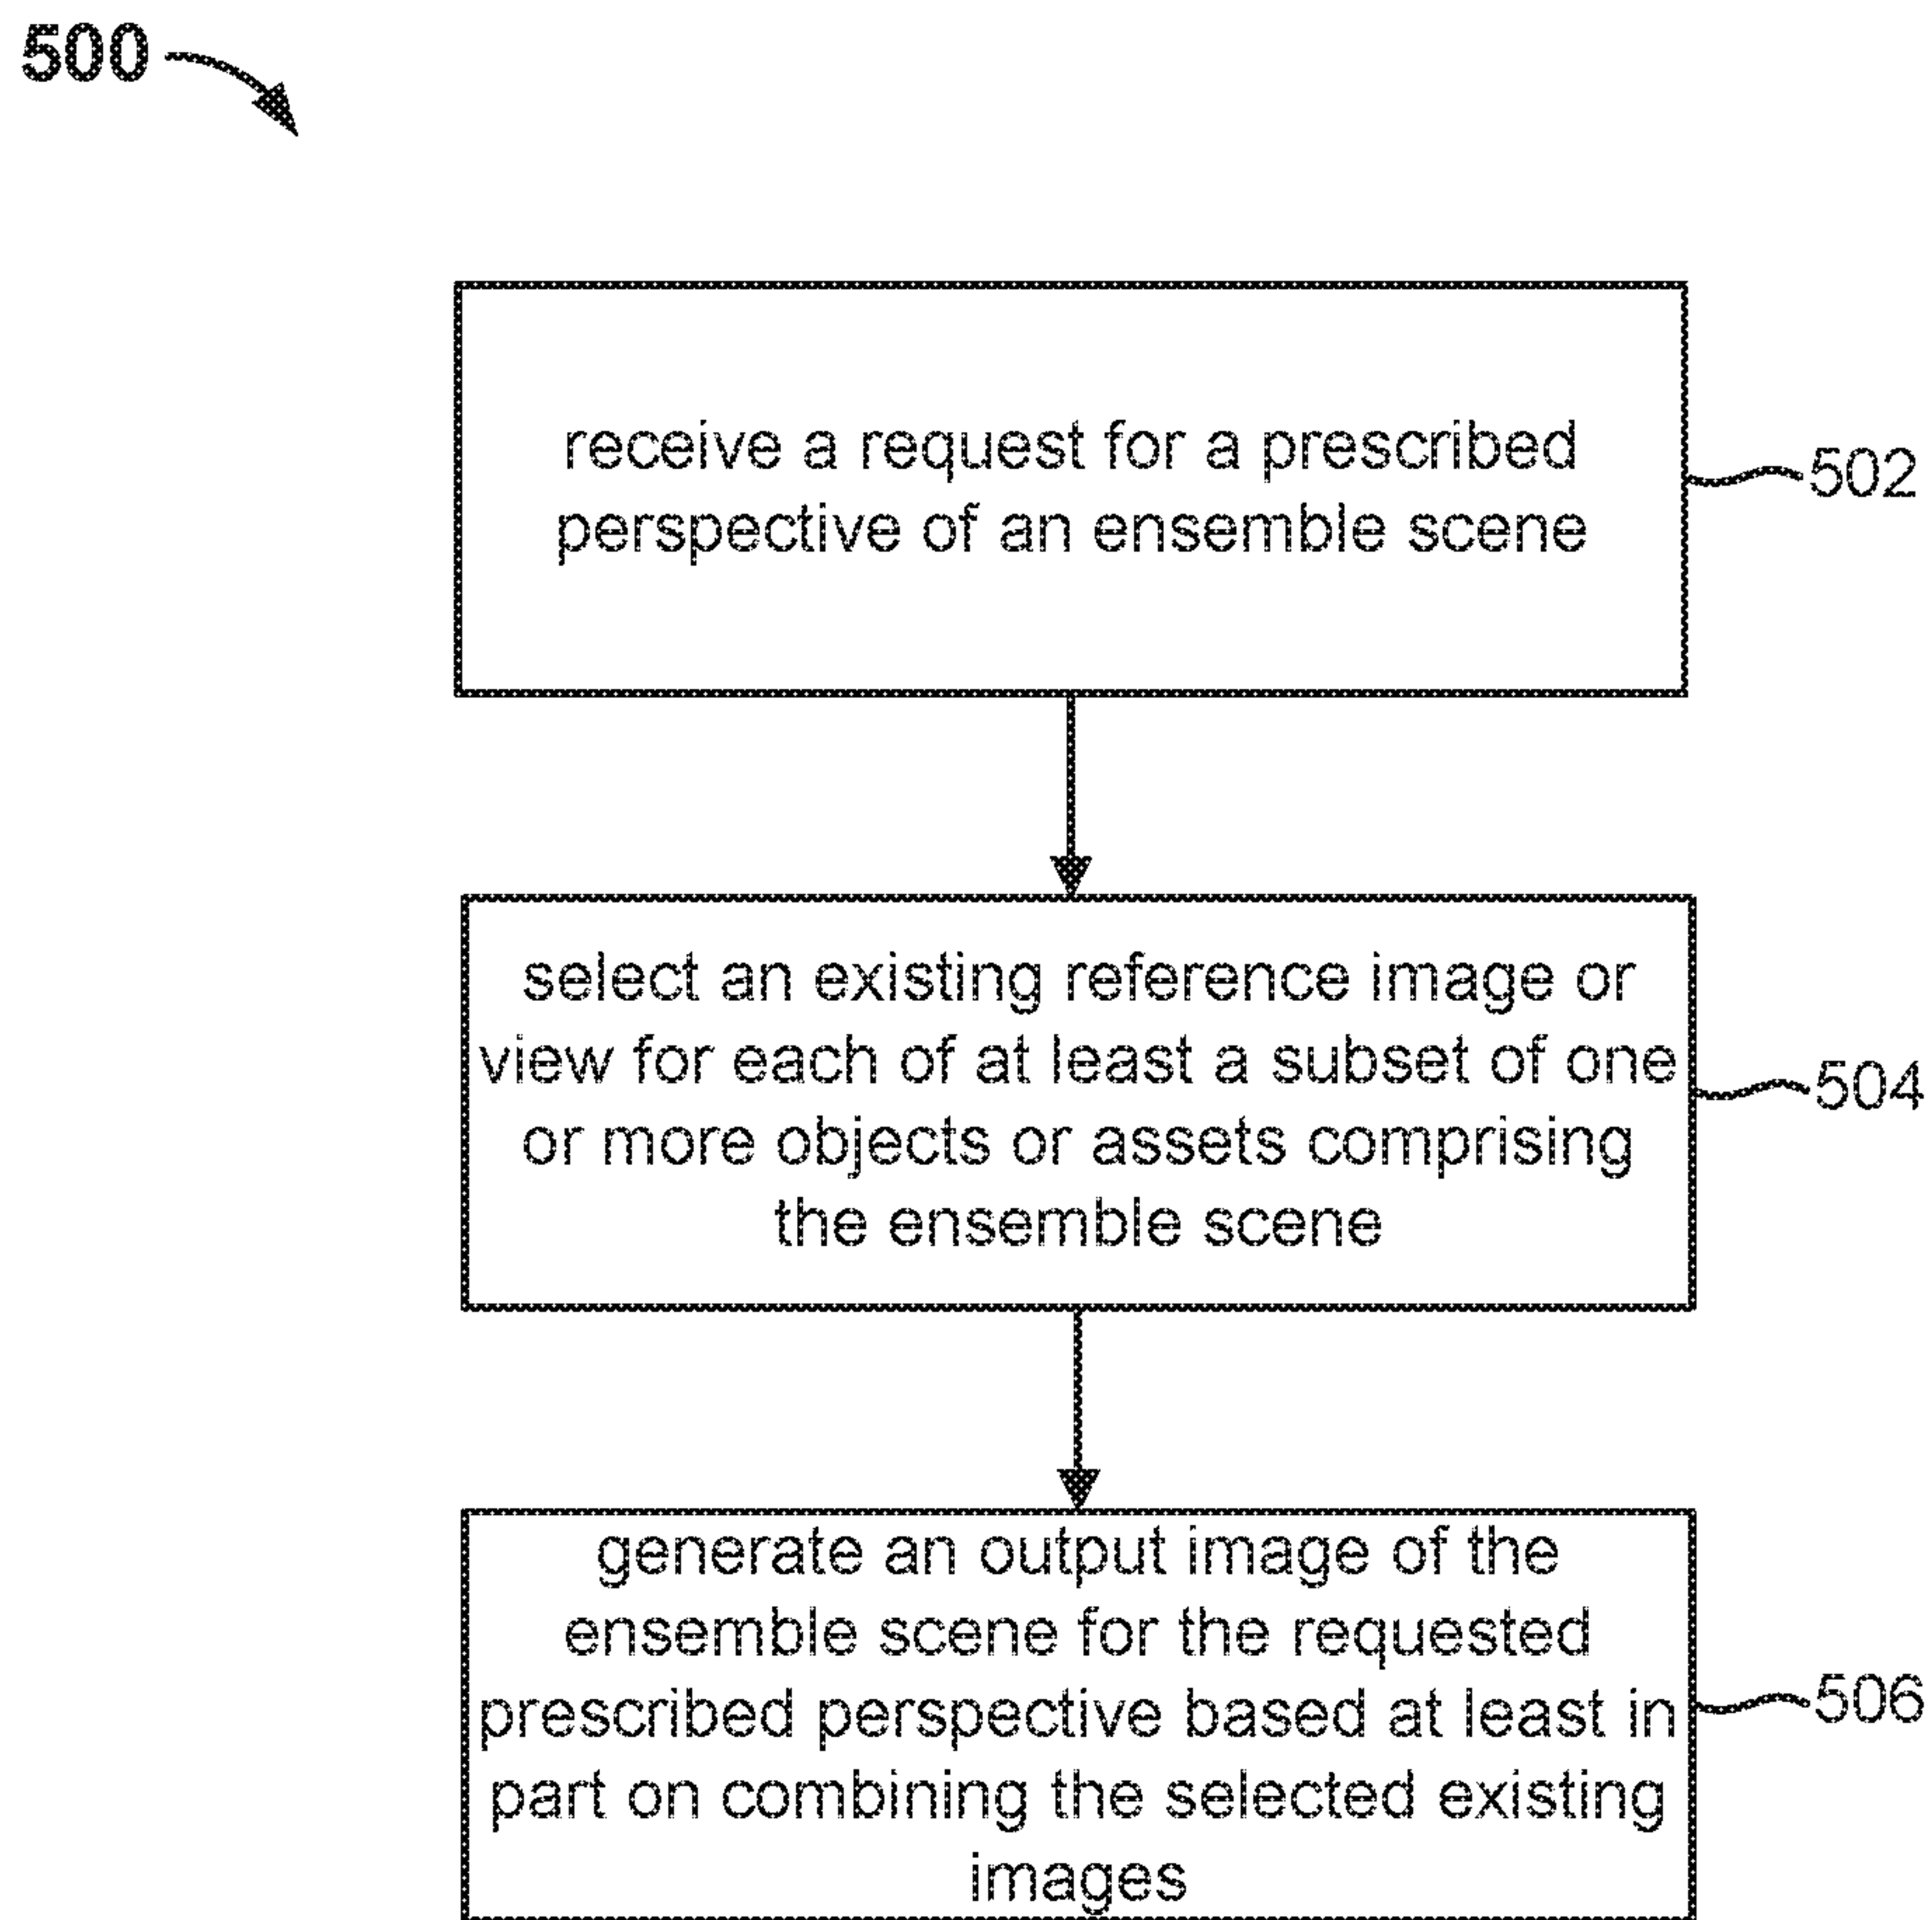 500
receive a request for a prescribed
perspective of an ensemble scene
502
select an existing reference image or
view for each of at least a subset of one
or more objects or assets comprising
the ensemble scene
504
generate an output image of the
ensemble scene for the requested
prescribed perspective based at least in
part on combining the selected existing
images
506